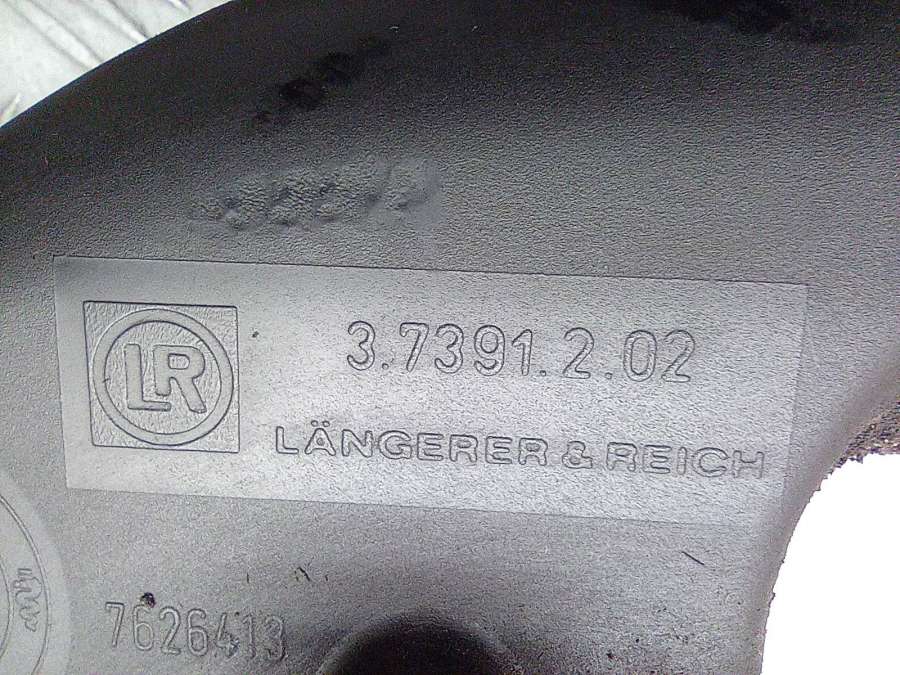 LR
3.7391.2.02
LÄNGERER & REICH
7626413